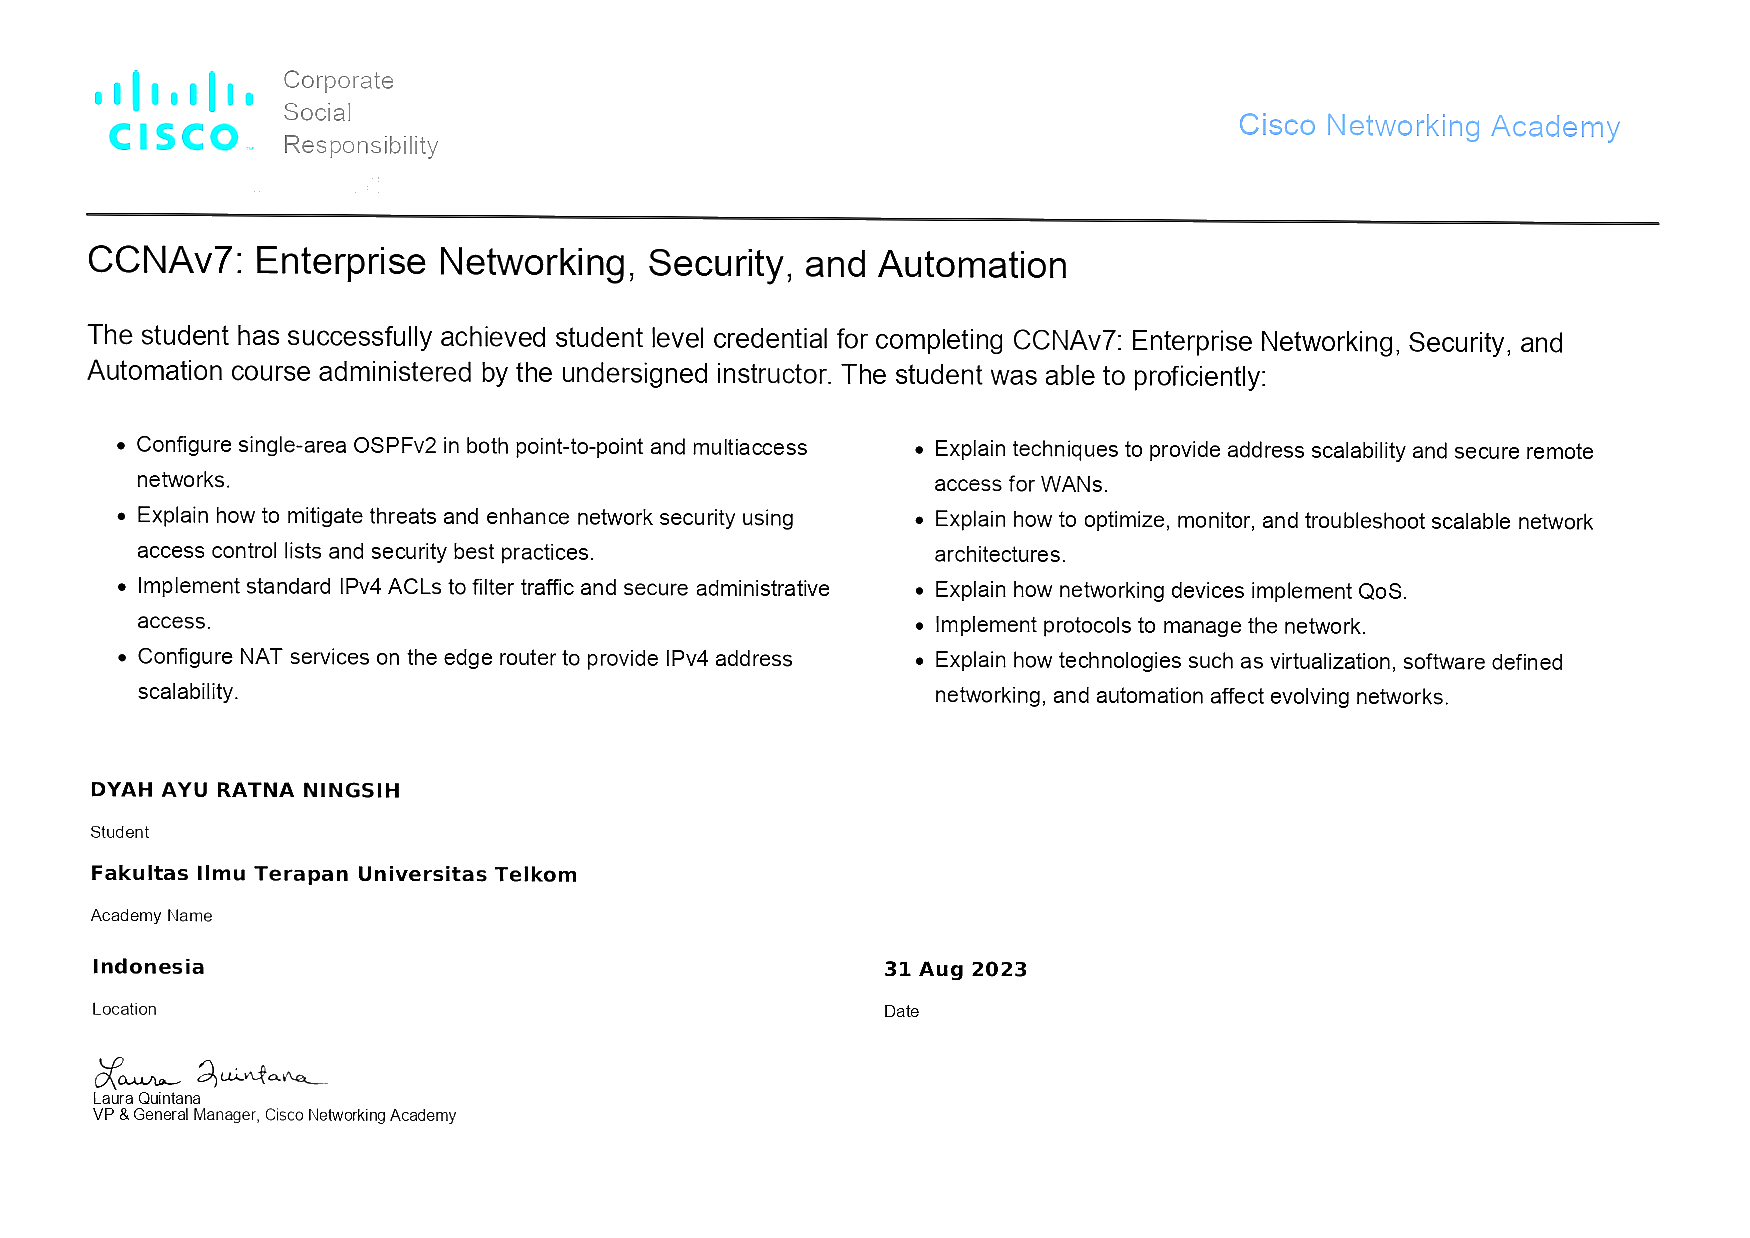 CISCO
Corporate
Social
Responsibility
Cisco Networking Academy
CCNAv7: Enterprise Networking, Security, and Automation
The student has successfully achieved student level credential for completing CCNAv7: Enterprise Networking, Security, and
Automation course administered by the undersigned instructor. The student was able to proficiently:
• Configure single-area OSPFv2 in both point-to-point and multiaccess
networks.
• Explain how to mitigate threats and enhance network security using
access control lists and security best practices.
• Implement standard IPv4 ACLs to filter traffic and secure administrative
access.
• Configure NAT services on the edge router to provide IPv4 address
scalability.
• Explain techniques to provide address scalability and secure remote
access for WANs.
• Explain how to optimize, monitor, and troubleshoot scalable network
architectures.
• Explain how networking devices implement QoS.
• Implement protocols to manage the network.
• Explain how technologies such as virtualization, software defined
networking, and automation affect evolving networks.
DYAH AYU RATNA NINGSIH
Student
Fakultas Ilmu Terapan Universitas Telkom
Academy Name
Indonesia
Location
31 Aug 2023
Date
Laura Quintana
Laura Quintana
VP & General Manager, Cisco Networking Academy